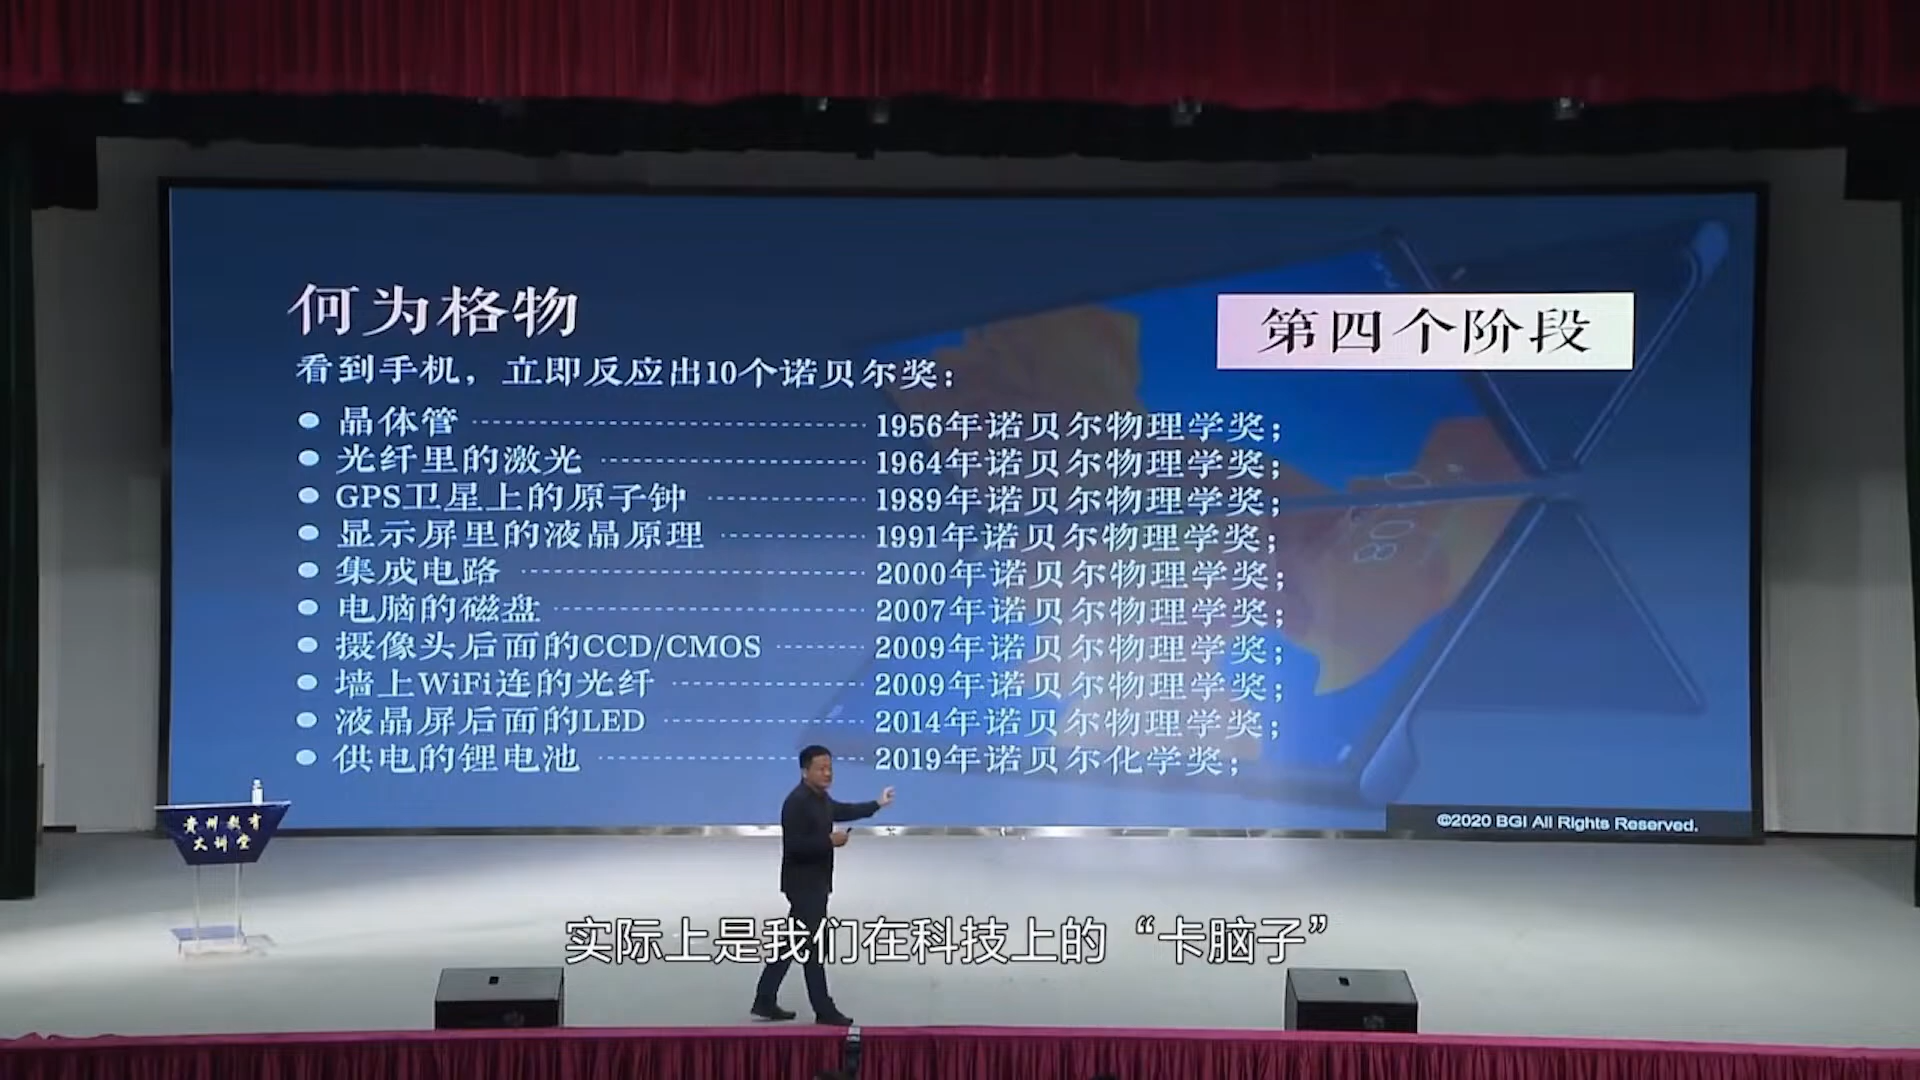 何为格物
第四个阶段
看到手机，立即反应出10个诺贝尔奖：
晶体管 1956年诺贝尔物理学奖；
光纤里的激光 1964年诺贝尔物理学奖；
GPS卫星上的原子钟 1989年诺贝尔物理学奖；
显示屏里的液晶原理 1991年诺贝尔物理学奖；
集成电路 2000年诺贝尔物理学奖；
电脑的磁盘 2007年诺贝尔物理学奖；
摄像头后面的CCD/CMOS 2009年诺贝尔物理学奖；
墙上WiFi连的光纤 2009年诺贝尔物理学奖；
液晶屏后面的LED 2014年诺贝尔物理学奖；
供电的锂电池 2019年诺贝尔化学奖；
©2020 BGI All Rights Reserved.
贵州教育
大讲堂
实际上是我们在科技上的“卡脑子”